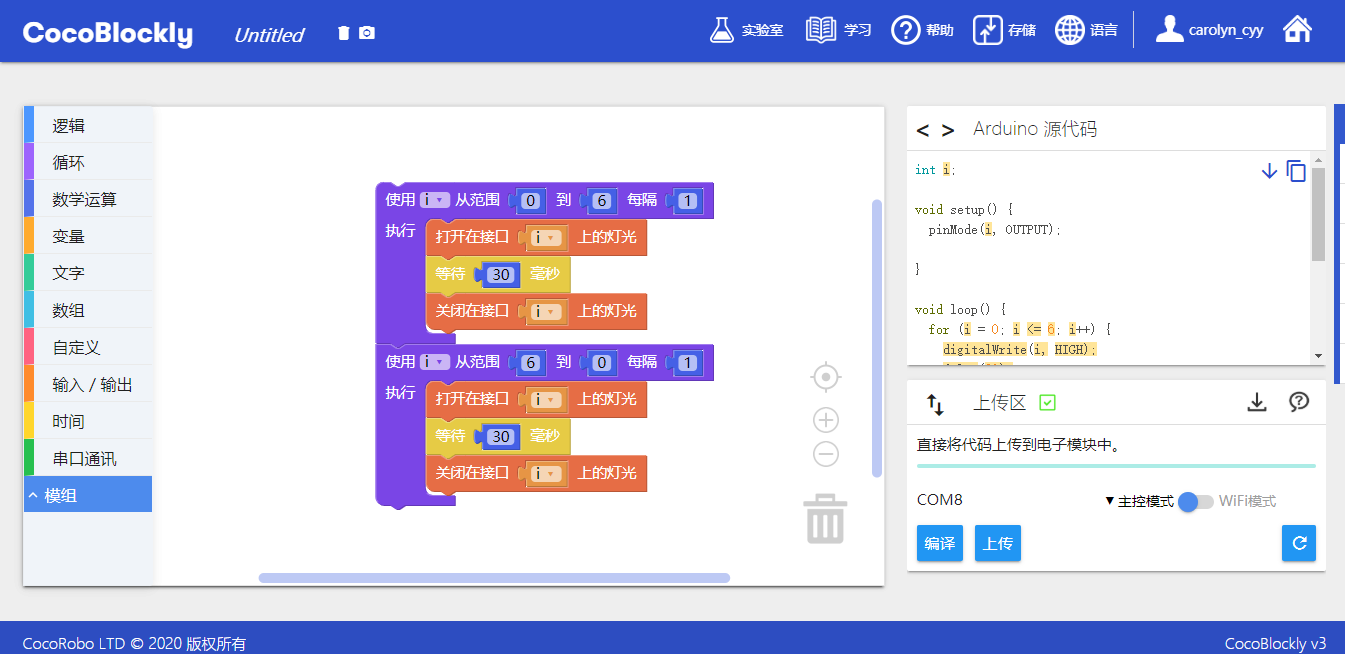 CocoBlockly Untitled 实验室 学习 帮助 存储 语言 carolyn_cyy
逻辑
循环
数学运算
变量
文字
数组
自定义
输入 / 输出
时间
串口通讯
模组
使用 i 从范围 0 到 6 每隔 1
执行 打开在接口 i 上的灯光
等待 30 毫秒
关闭在接口 i 上的灯光
使用 i 从范围 6 到 0 每隔 1
执行 打开在接口 i 上的灯光
等待 30 毫秒
关闭在接口 i 上的灯光
< > Arduino 源代码
int i;
void setup() {
pinMode(i, OUTPUT);
}
void loop() {
for (i = 0; i <= 6; i++) {
digitalWrite(i, HIGH);
上传区
直接将代码上传到电子模块中。
COM8 ▼ 主控模式 WiFi模式
编译 上传
CocoRobo LTD © 2020 版权所有 CocoBlockly v3